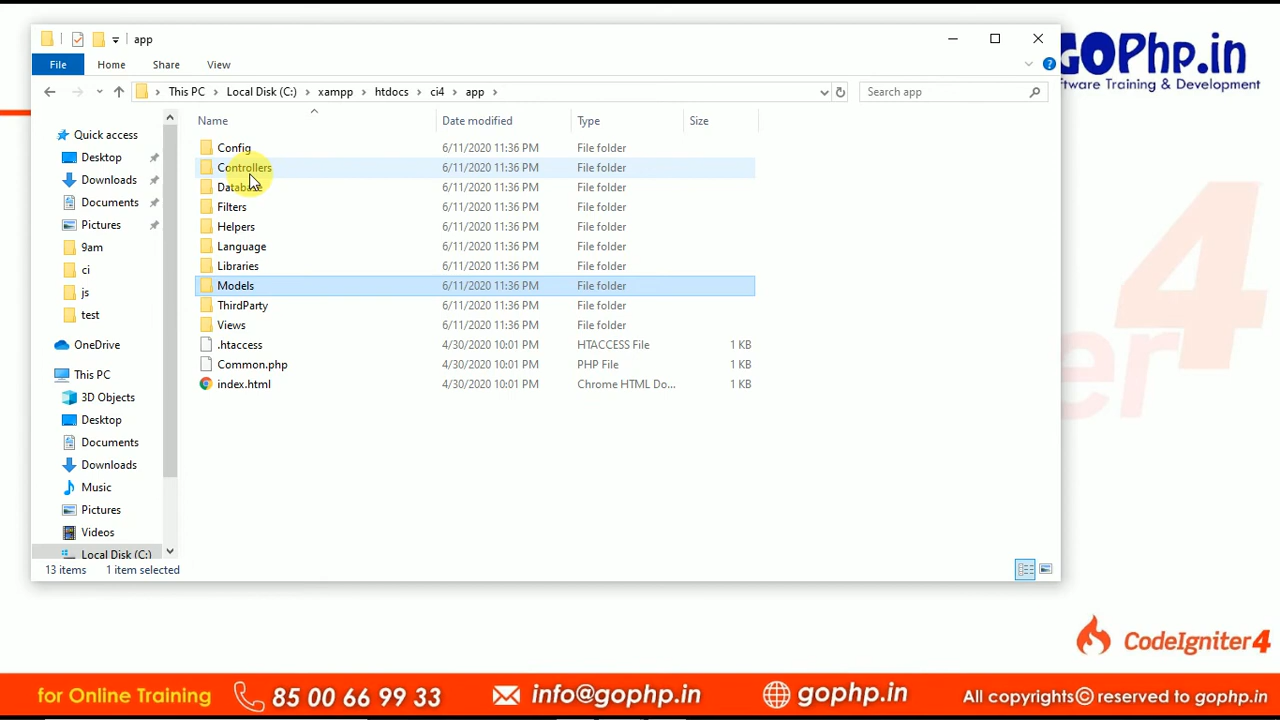 app
GOPhp.in
ftware Training & Development
File Home Share View
This PC > Local Disk (C:) > xampp > htdocs > ci4 > app >
Search app
Name Date modified Type Size
Quick access
Desktop
Downloads
Documents
Pictures
9am
ci
js
test
OneDrive
This PC
3D Objects
Desktop
Documents
Downloads
Music
Pictures
Videos
Local Disk (C:)
Config 6/11/2020 11:36 PM File folder
Controllers 6/11/2020 11:36 PM File folder
Database 6/11/2020 11:36 PM File folder
Filters 6/11/2020 11:36 PM File folder
Helpers 6/11/2020 11:36 PM File folder
Language 6/11/2020 11:36 PM File folder
Libraries 6/11/2020 11:36 PM File folder
Models 6/11/2020 11:36 PM File folder
ThirdParty 6/11/2020 11:36 PM File folder
Views 6/11/2020 11:36 PM File folder
.htaccess 4/30/2020 10:01 PM HTACCESS File 1 KB
Common.php 4/30/2020 10:01 PM PHP File 1 KB
index.html 4/30/2020 10:01 PM Chrome HTML Do... 1 KB
4
er
13 items 1 item selected
CodeIgniter 4
for Online Training 85 00 66 99 33 info@gophp.in gophp.in All copyrights© reserved to gophp.in